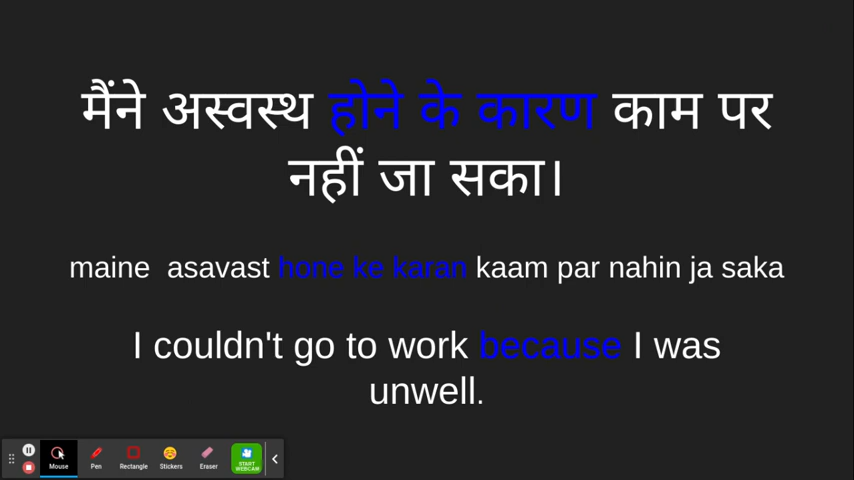 मैंने अस्वस्थ होने के कारण काम पर
नहीं जा सका।
maine asavast hone ke karan kaam par nahin ja saka
I couldn't go to work because I was
unwell.
Mouse
Pen
Rectangle
Stickers
Eraser
START
WEBCAM